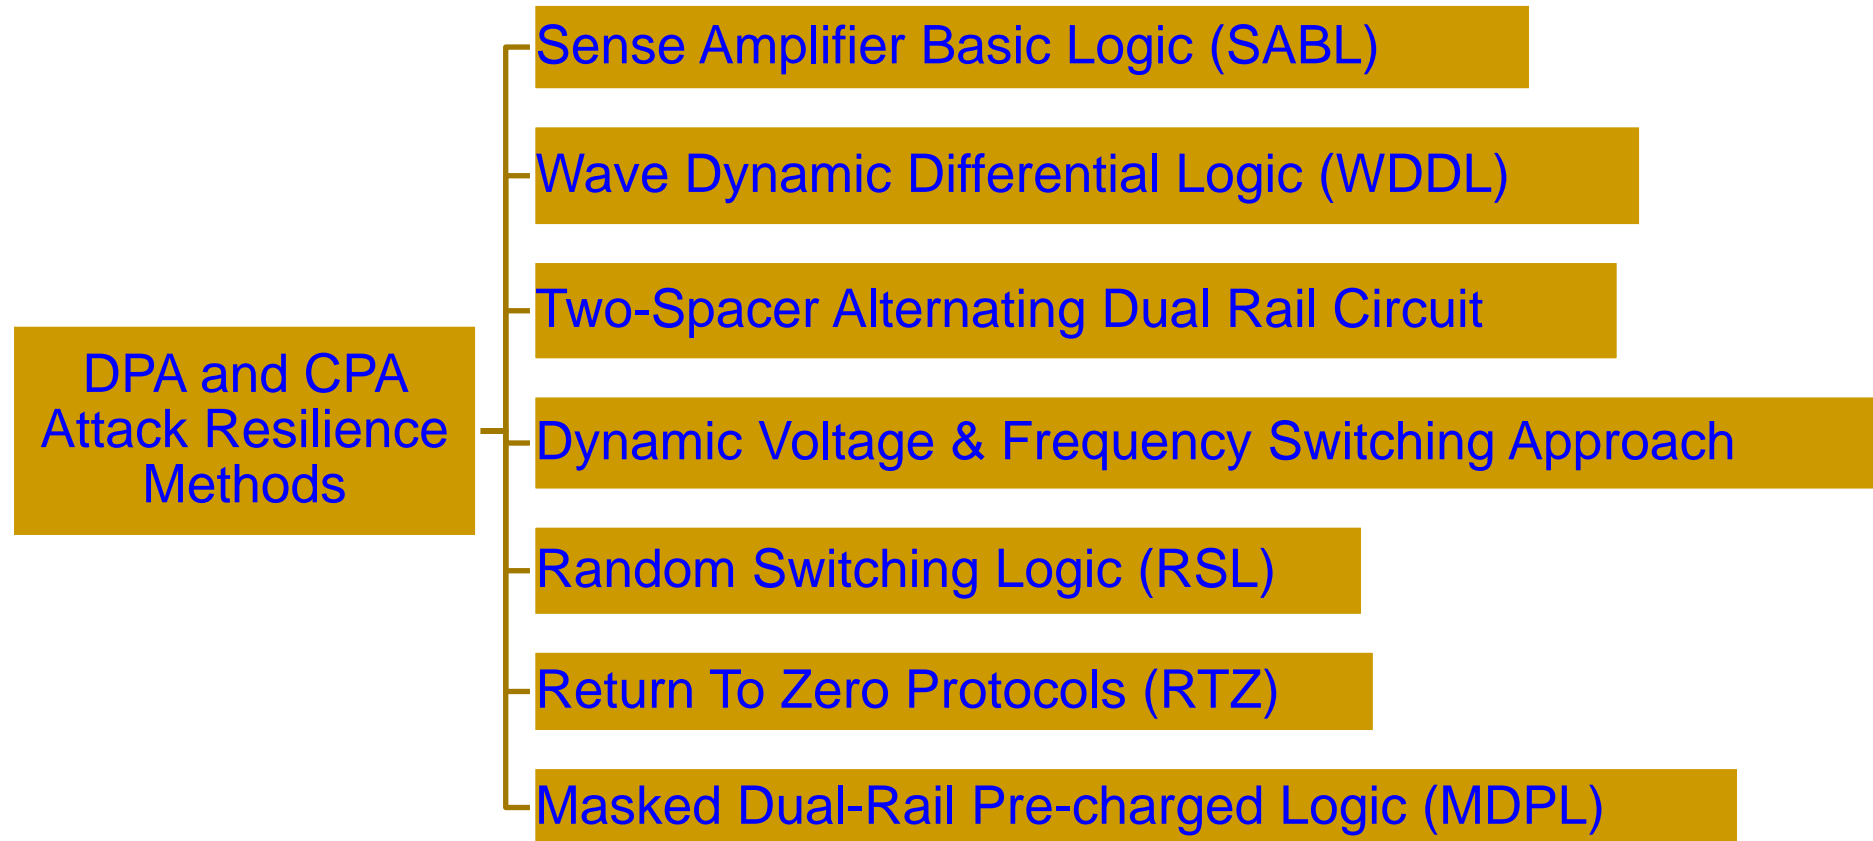 DPA and CPA
Attack Resilience
Methods
Sense Amplifier Basic Logic (SABL)
Wave Dynamic Differential Logic (WDDL)
Two-Spacer Alternating Dual Rail Circuit
Dynamic Voltage & Frequency Switching Approach
Random Switching Logic (RSL)
Return To Zero Protocols (RTZ)
Masked Dual-Rail Pre-charged Logic (MDPL)